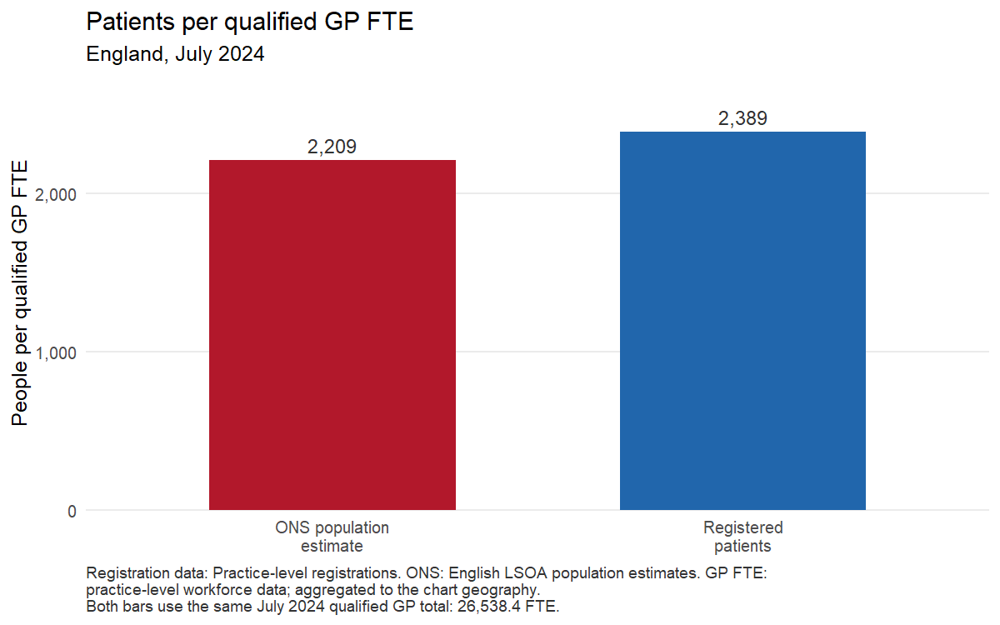 Patients per qualified GP FTE
England, July 2024
People per qualified GP FTE
2,000
1,000
0
2,209
2,389
ONS population
estimate
Registered
patients
Registration data: Practice-level registrations. ONS: English LSOA population estimates. GP FTE:
practice-level workforce data; aggregated to the chart geography.
Both bars use the same July 2024 qualified GP total: 26,538.4 FTE.